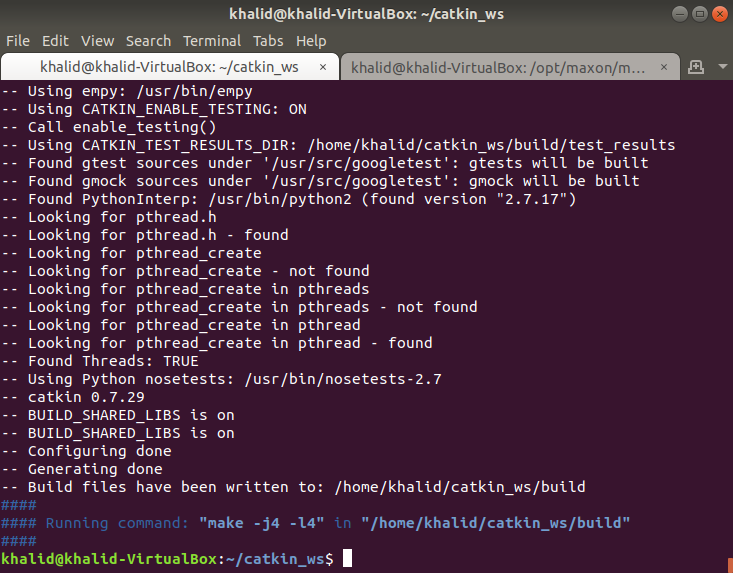 khalid@khalid-VirtualBox: ~/catkin_ws
File Edit View Search Terminal Tabs Help
khalid@khalid-VirtualBox: ~/catkin_ws × khalid@khalid-VirtualBox: /opt/maxon/m... ×
-- Using empy: /usr/bin/empy
-- Using CATKIN_ENABLE_TESTING: ON
-- Call enable_testing()
-- Using CATKIN_TEST_RESULTS_DIR: /home/khalid/catkin_ws/build/test_results
-- Found gtest sources under '/usr/src/googletest': gtests will be built
-- Found gmock sources under '/usr/src/googletest': gmock will be built
-- Found PythonInterp: /usr/bin/python2 (found version "2.7.17")
-- Looking for pthread.h
-- Looking for pthread.h - found
-- Looking for pthread_create
-- Looking for pthread_create - not found
-- Looking for pthread_create in pthreads
-- Looking for pthread_create in pthreads - not found
-- Looking for pthread_create in pthread
-- Looking for pthread_create in pthread - found
-- Found Threads: TRUE
-- Using Python nosetests: /usr/bin/nosetests-2.7
-- catkin 0.7.29
-- BUILD_SHARED_LIBS is on
-- BUILD_SHARED_LIBS is on
-- Configuring done
-- Generating done
-- Build files have been written to: /home/khalid/catkin_ws/build
####
#### Running command: "make -j4 -l4" in "/home/khalid/catkin_ws/build"
####
khalid@khalid-VirtualBox:~/catkin_ws$